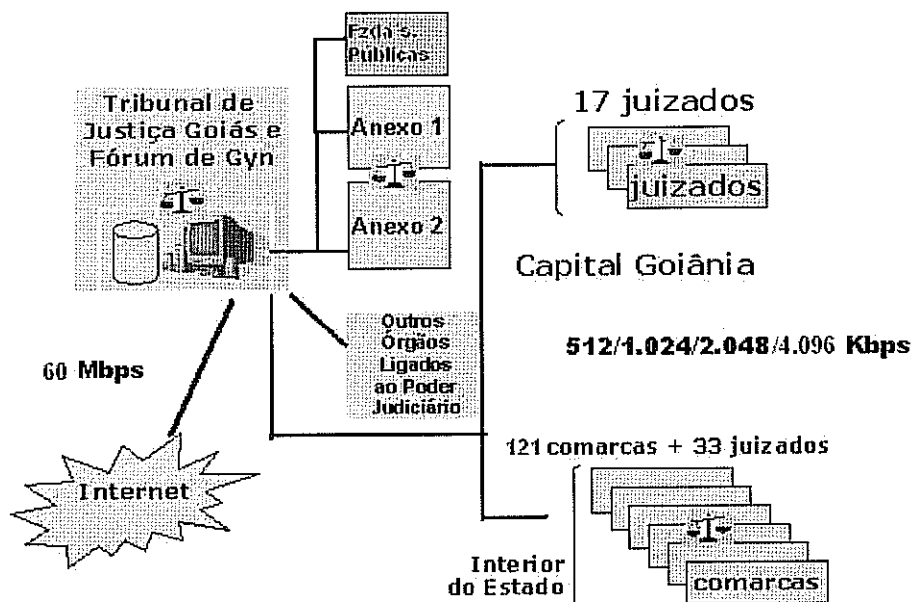 Fzda's.
Públicas
Tribunal de
Justiça Goiás e
Fórum de Gyn
Anexo 1
Anexo 2
17 juizados
juizados
Capital Goiânia
Outros
Órgãos
Ligados
ao Poder
Judiciário
512/1.024/2.048/4.096 Kbps
60 Mbps
Internet
121 comarcas + 33 juizados
Interior
do Estado
comarcas